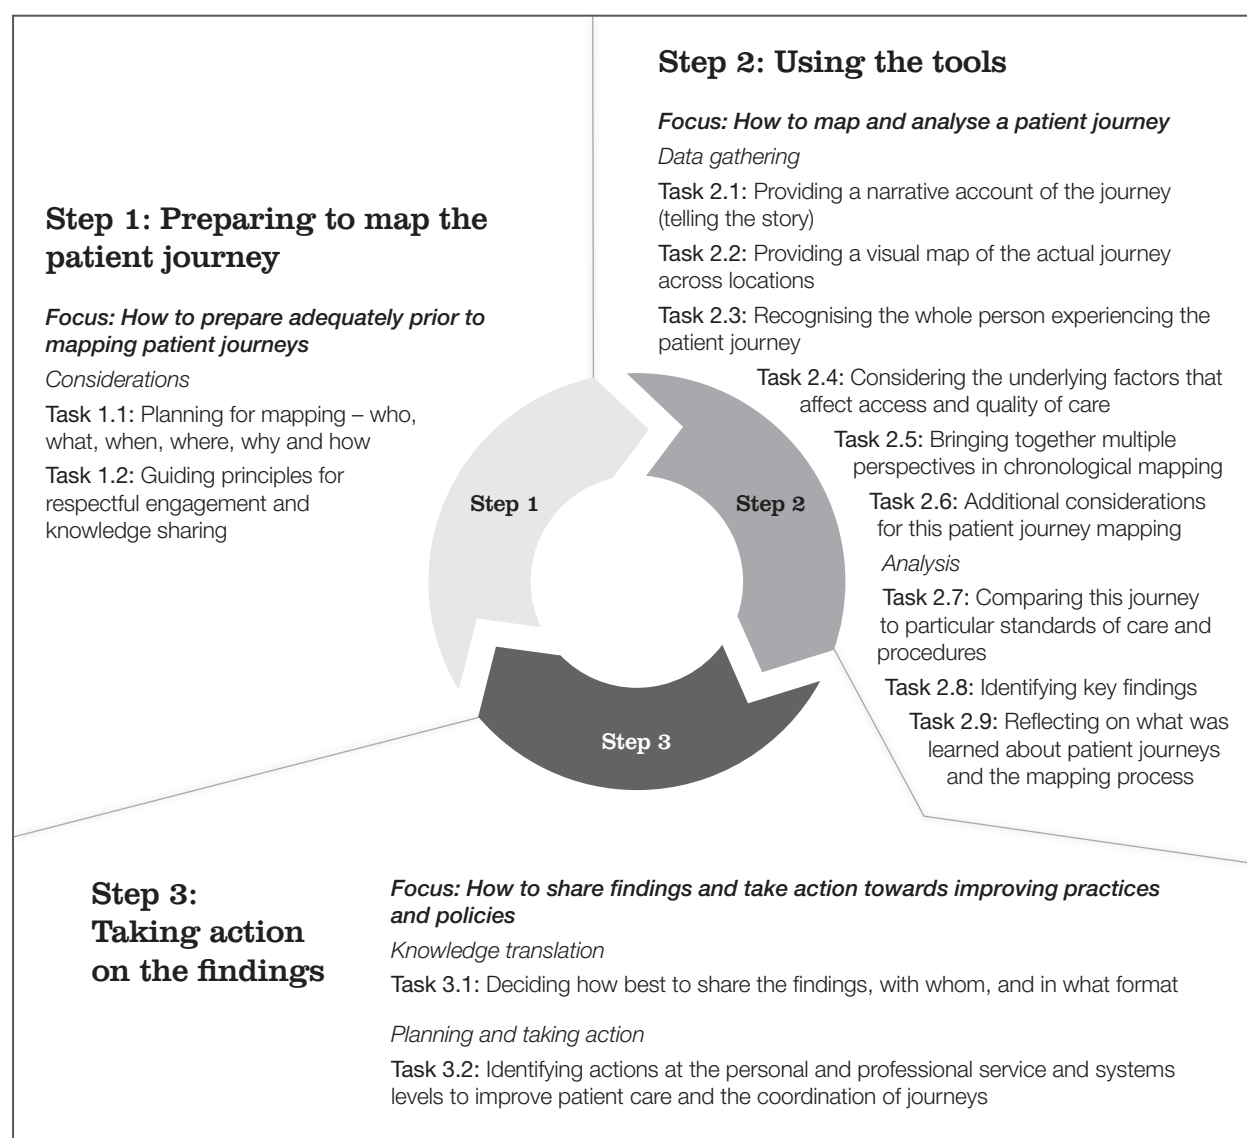 Step 1: Preparing to map the
patient journey
Focus: How to prepare adequately prior to
mapping patient journeys
Considerations
Task 1.1: Planning for mapping – who,
what, when, where, why and how
Task 1.2: Guiding principles for
respectful engagement and
knowledge sharing
Step 2: Using the tools
Focus: How to map and analyse a patient journey
Data gathering
Task 2.1: Providing a narrative account of the journey
(telling the story)
Task 2.2: Providing a visual map of the actual journey
across locations
Task 2.3: Recognising the whole person experiencing the
patient journey
Task 2.4: Considering the underlying factors that
affect access and quality of care
Task 2.5: Bringing together multiple
perspectives in chronological mapping
Task 2.6: Additional considerations
for this patient journey mapping
Analysis
Task 2.7: Comparing this journey
to particular standards of care and
procedures
Task 2.8: Identifying key findings
Task 2.9: Reflecting on what was
learned about patient journeys
and the mapping process
Step 1
Step 2
Step 3
Step 3:
Taking action
on the findings
Focus: How to share findings and take action towards improving practices
and policies
Knowledge translation
Task 3.1: Deciding how best to share the findings, with whom, and in what format
Planning and taking action
Task 3.2: Identifying actions at the personal and professional service and systems
levels to improve patient care and the coordination of journeys